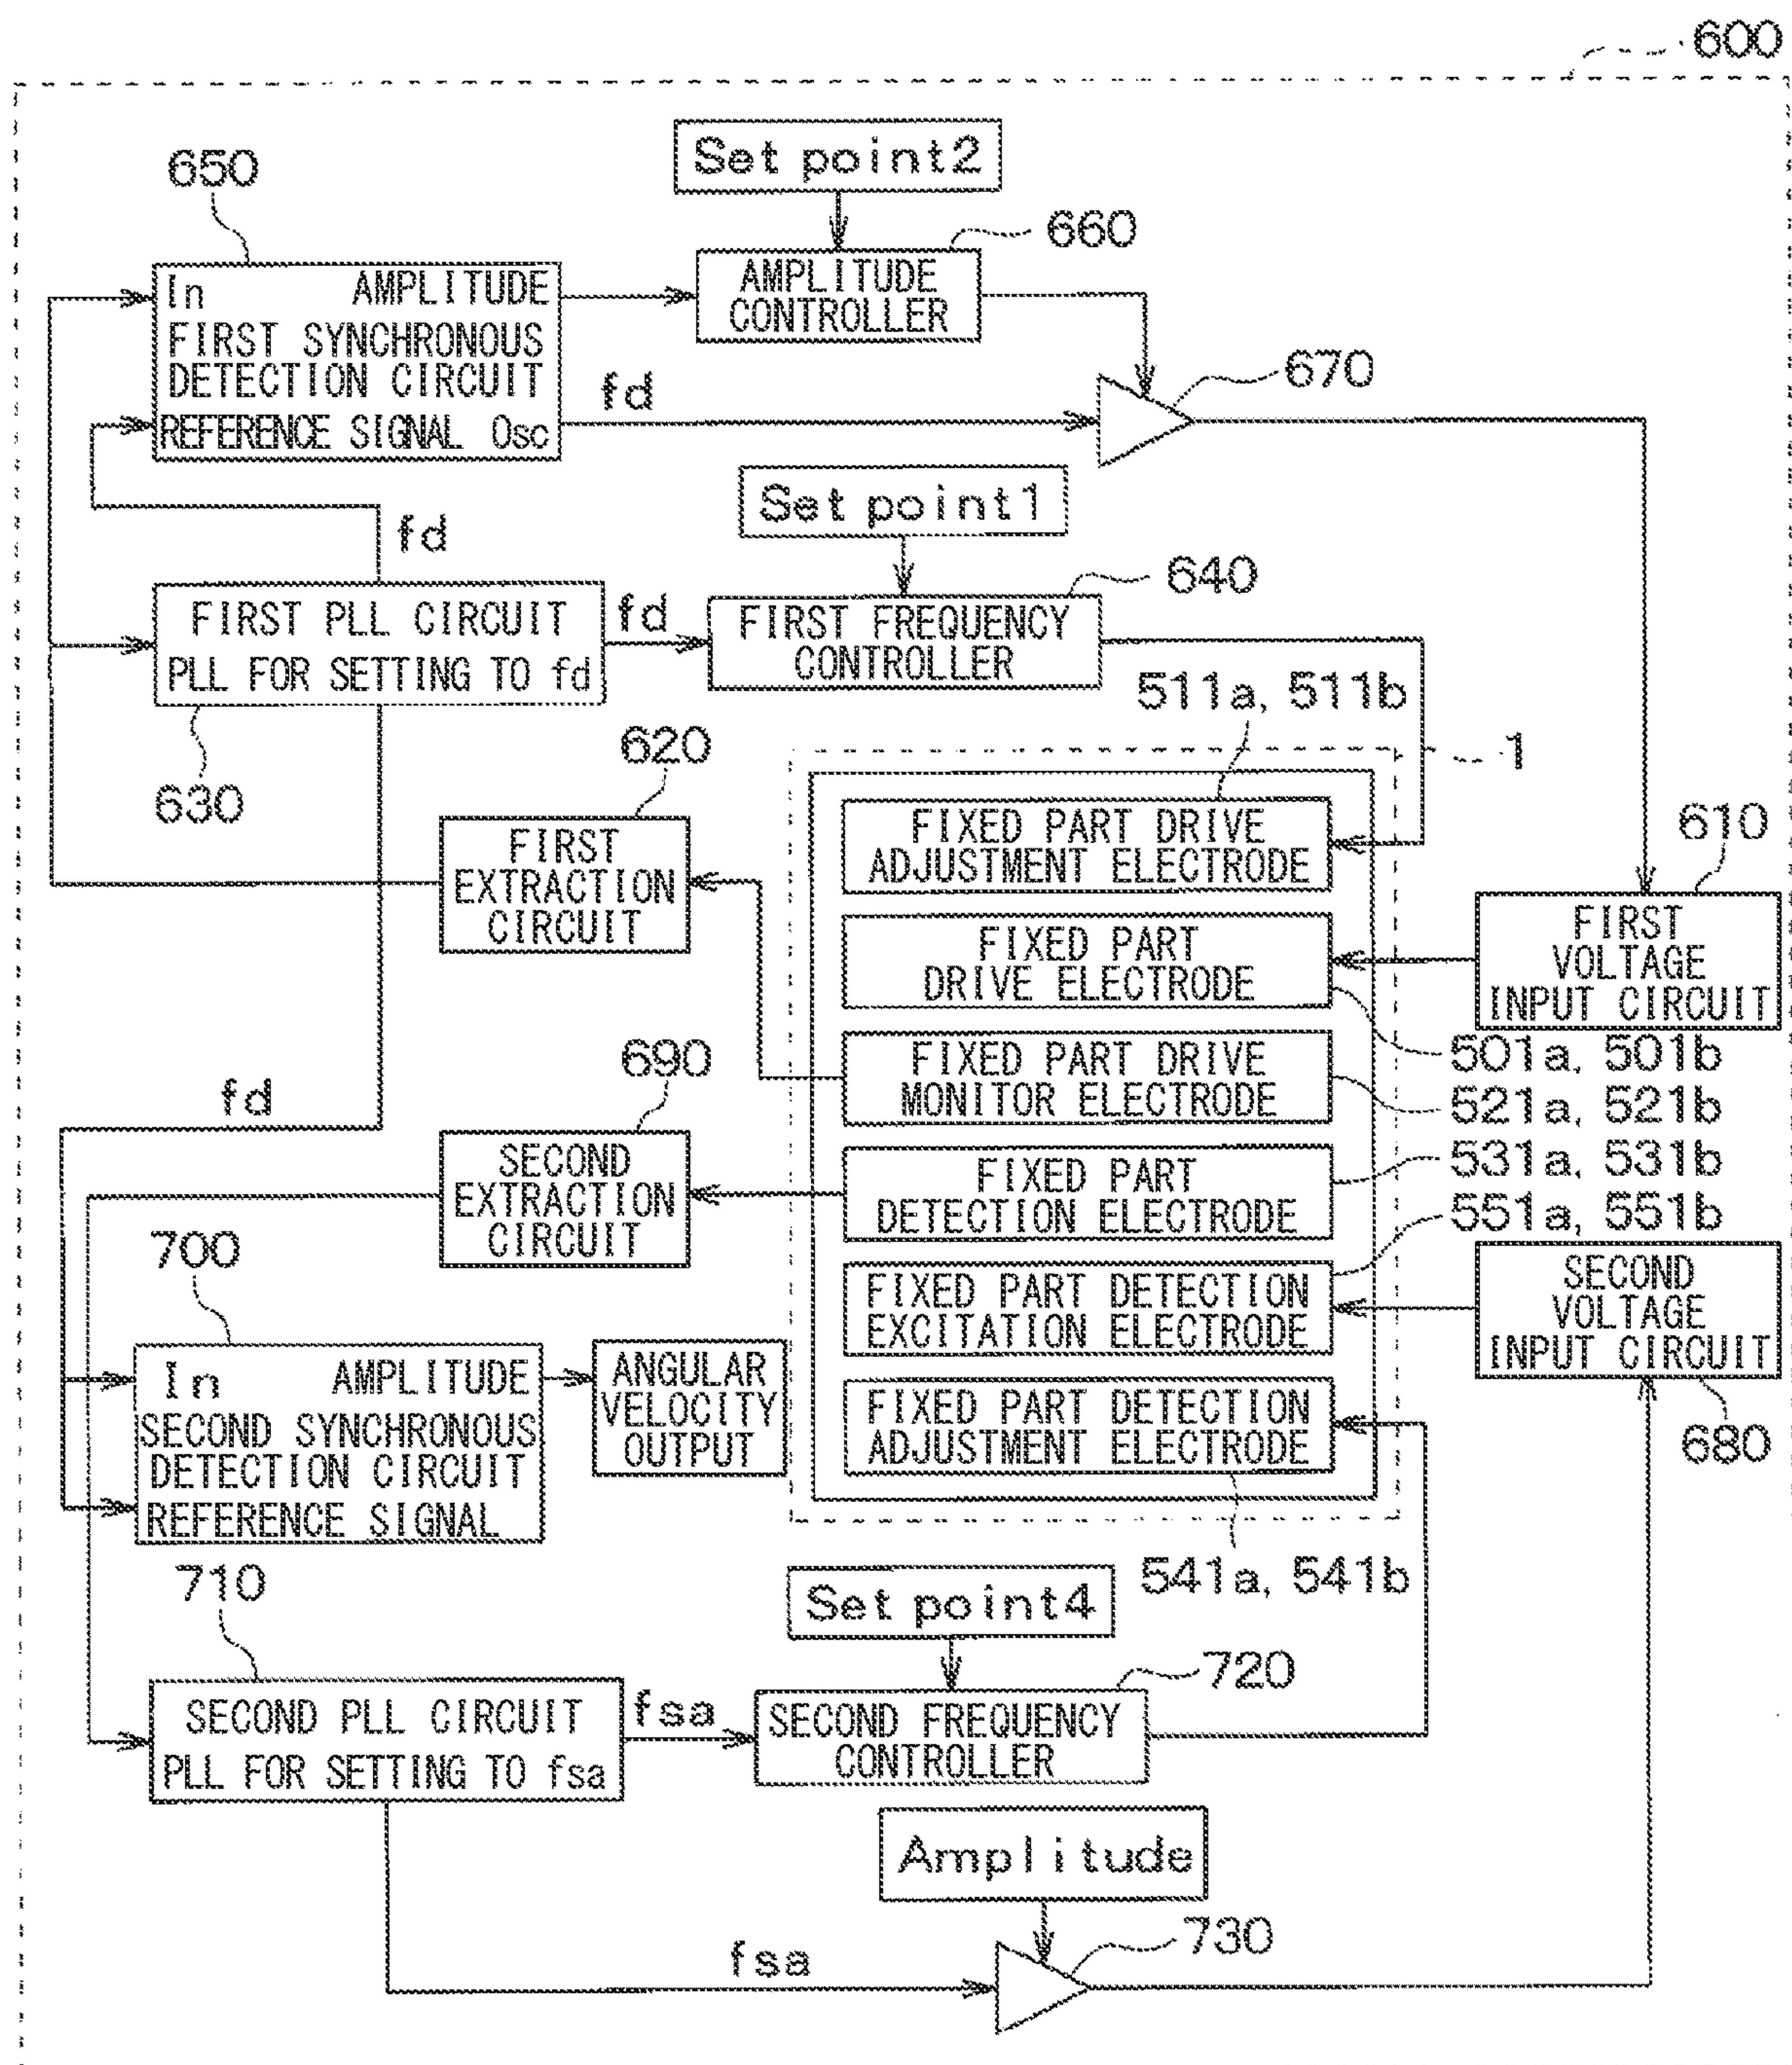 600
Set point2
650
660
In AMPLITUDE
FIRST SYNCHRONOUS
DETECTION CIRCUIT
REFERENCE SIGNAL Osc
AMPLITUDE
CONTROLLER
670
fd
Set point1
fd
640
FIRST PLL CIRCUIT
PLL FOR SETTING TO fd
fd
FIRST FREQUENCY
CONTROLLER
511a, 511b
630
620
1
FIRST
EXTRACTION
CIRCUIT
FIXED PART DRIVE
ADJUSTMENT ELECTRODE
610
FIXED PART
DRIVE ELECTRODE
FIRST
VOLTAGE
INPUT CIRCUIT
501a, 501b
FIXED PART DRIVE
MONITOR ELECTRODE
521a, 521b
690
fd
SECOND
EXTRACTION
CIRCUIT
FIXED PART
DETECTION ELECTRODE
531a, 531b
551a, 551b
700
FIXED PART DETECTION
EXCITATION ELECTRODE
SECOND
VOLTAGE
INPUT CIRCUIT
In AMPLITUDE
SECOND SYNCHRONOUS
DETECTION CIRCUIT
REFERENCE SIGNAL
ANGULAR
VELOCITY
OUTPUT
FIXED PART DETECTION
ADJUSTMENT ELECTRODE
680
541a, 541b
710
Set point4
720
SECOND PLL CIRCUIT
PLL FOR SETTING TO fsa
fsa
SECOND FREQUENCY
CONTROLLER
Amplitude
730
fsa